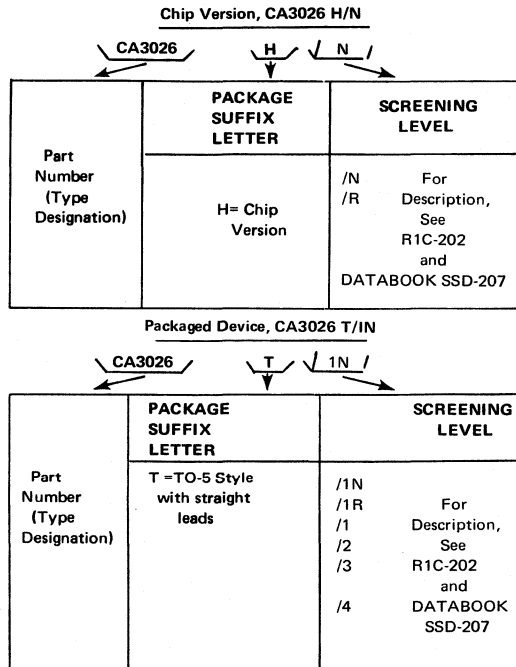 Chip Version, CA3026 H/N
CA3026 H / N /
PACKAGE
SUFFIX
LETTER
SCREENING
LEVEL
Part
Number
(Type
Designation)
H= Chip
Version
/N For
/R Description,
See
R1C-202
and
DATABOOK SSD-207
Packaged Device, CA3026 T/IN
CA3026 T / 1N /
PACKAGE
SUFFIX
LETTER
SCREENING
LEVEL
Part
Number
(Type
Designation)
T =TO-5 Style
with straight
leads
/1N
/1R For
/1 Description,
/2 See
/3 R1C-202
and
/4 DATABOOK
SSD-207